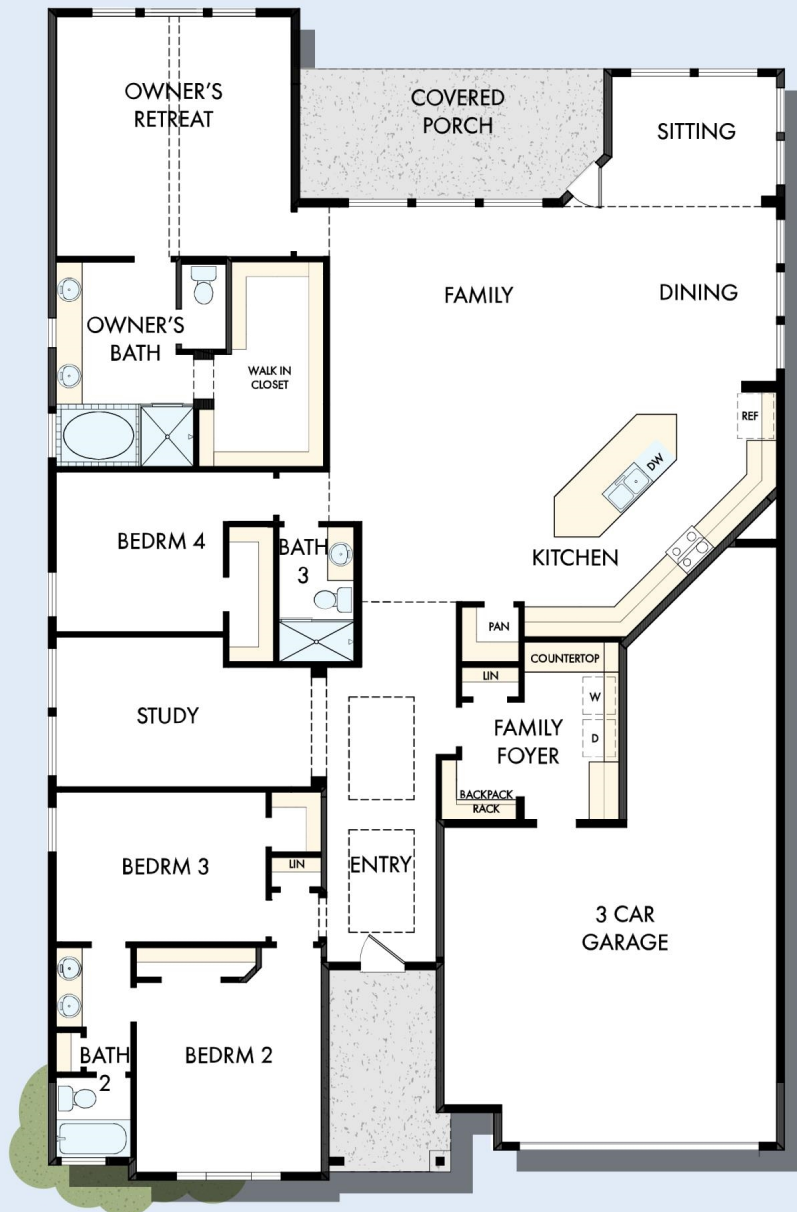 OWNER'S
RETREAT
COVERED
PORCH
SITTING
FAMILY
DINING
OWNER'S
BATH
WALK IN
CLOSET
REF
DW
BEDRM 4
BATH
3
KITCHEN
PAN
COUNTERTOP
LIN
W
STUDY
FAMILY
FOYER
D
BACKPACK
RACK
BEDRM 3
LIN
ENTRY
3 CAR
GARAGE
BATH
2
BEDRM 2